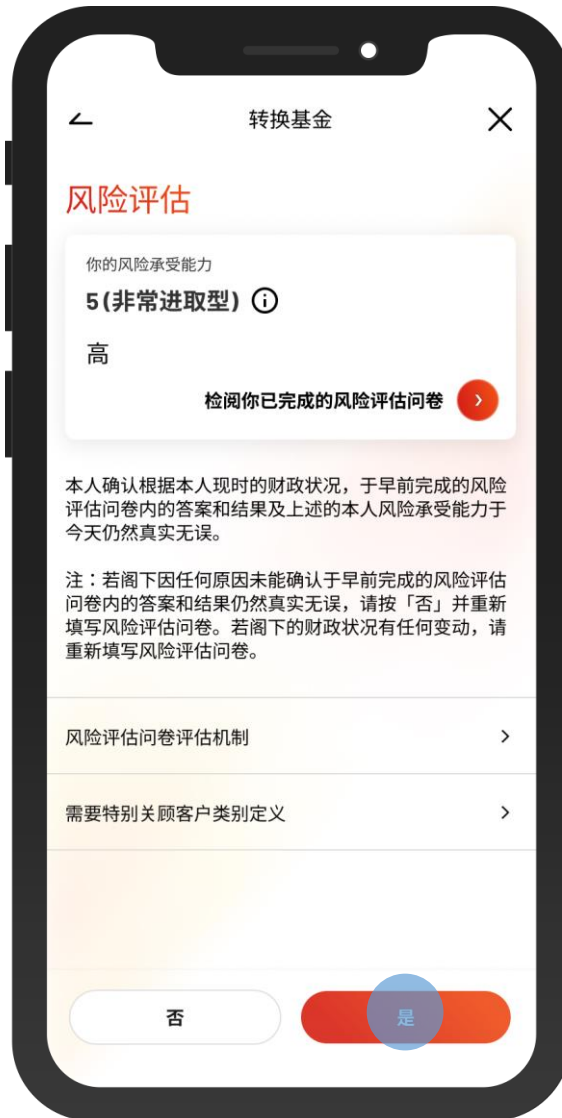 转换基金
风险评估
你的风险承受能力
5(非常进取型)
高
检阅你已完成的风险评估问卷
本人确认根据本人现时的财政状况，于早前完成的风险
评估问卷内的答案和结果及上述的本人风险承受能力于
今天仍然真实无误。
注：若阁下因任何原因未能确认于早前完成的风险评估
问卷内的答案和结果仍然真实无误，请按「否」并重新
填写风险评估问卷。若阁下的财政状况有任何变动，请
重新填写风险评估问卷。
风险评估问卷评估机制
需要特别关顾客户类别定义
否
是